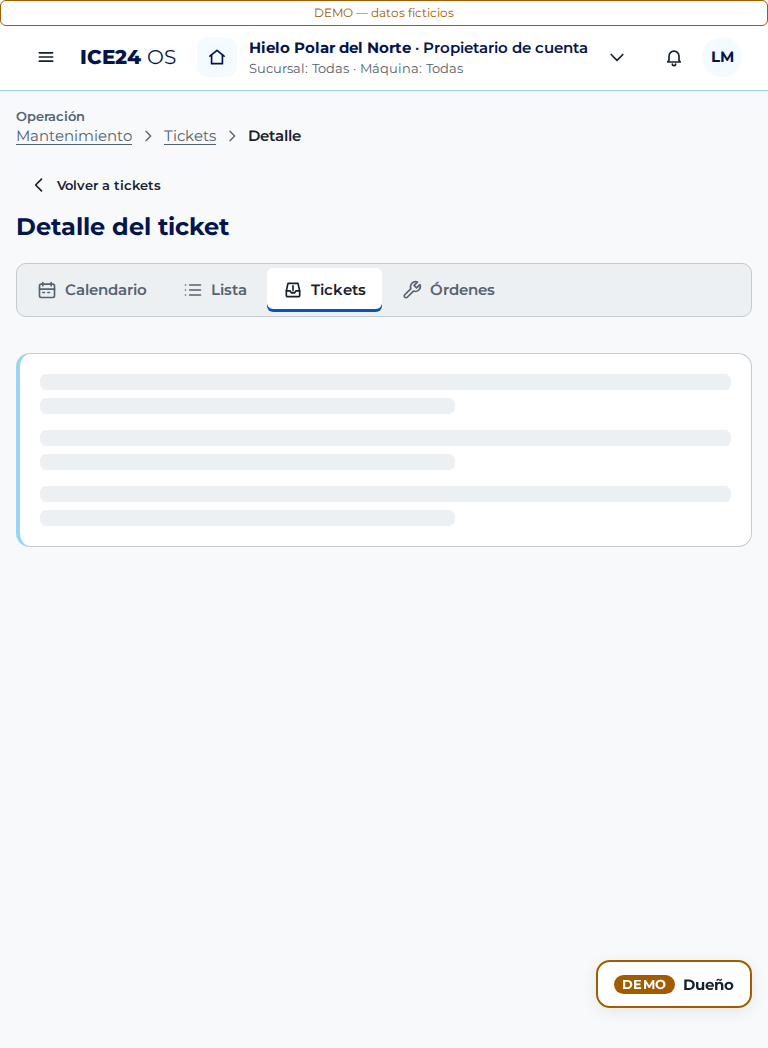 DEMO — datos ficticios
ICE24 OS
Hielo Polar del Norte · Propietario de cuenta
Sucursal: Todas · Máquina: Todas
LM
Operación
Mantenimiento > Tickets > Detalle
Volver a tickets
Detalle del ticket
Calendario Lista Tickets Órdenes
DEMO Dueño